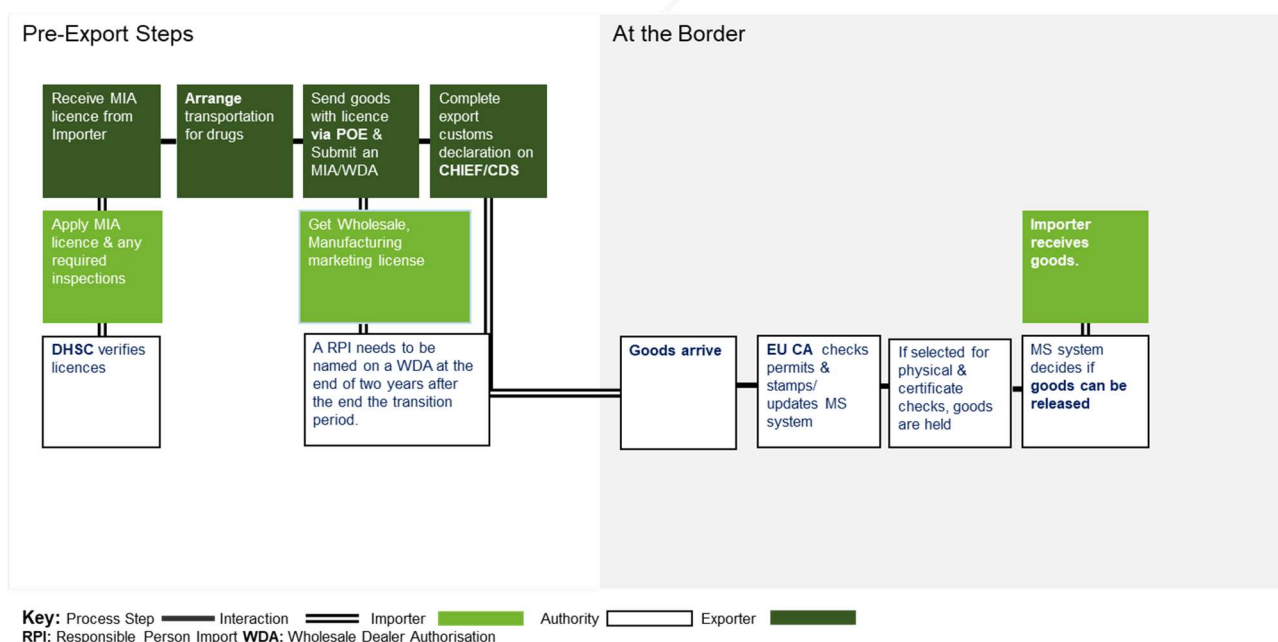 Pre-Export Steps
At the Border
Receive MIA
licence from
Importer
Arrange
transportation
for drugs
Send goods
with licence
via POE &
Submit an
MIA/WDA
Complete
export
customs
declaration on
CHIEF/CDS
Apply MIA
licence & any
required
inspections
Get Wholesale,
Manufacturing
marketing license
Importer
receives
goods.
DHSC verifies
licences
A RPI needs to be
named on a WDA at the
end of two years after
the end the transition
period.
Goods arrive
EU CA checks
permits &
stamps/
updates MS
system
If selected for
physical &
certificate
checks, goods
are held
MS system
decides if
goods can be
released
Key: Process Step Interaction Importer Authority Exporter
RPI: Responsible Person Import WDA: Wholesale Dealer Authorisation